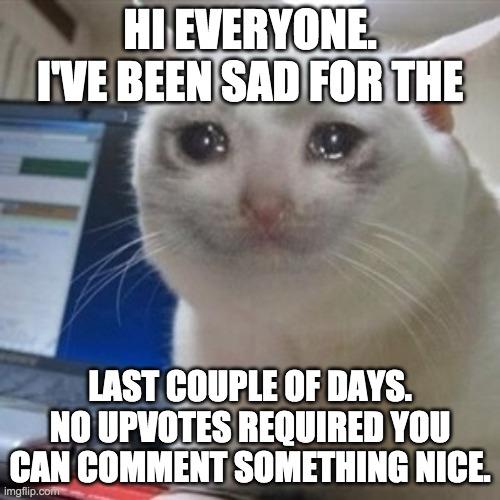 HI EVERYONE.
I'VE BEEN SAD FOR THE
LAST COUPLE OF DAYS.
NO UPVOTES REQUIRED YOU
CAN COMMENT SOMETHING NICE.
imgflip.com